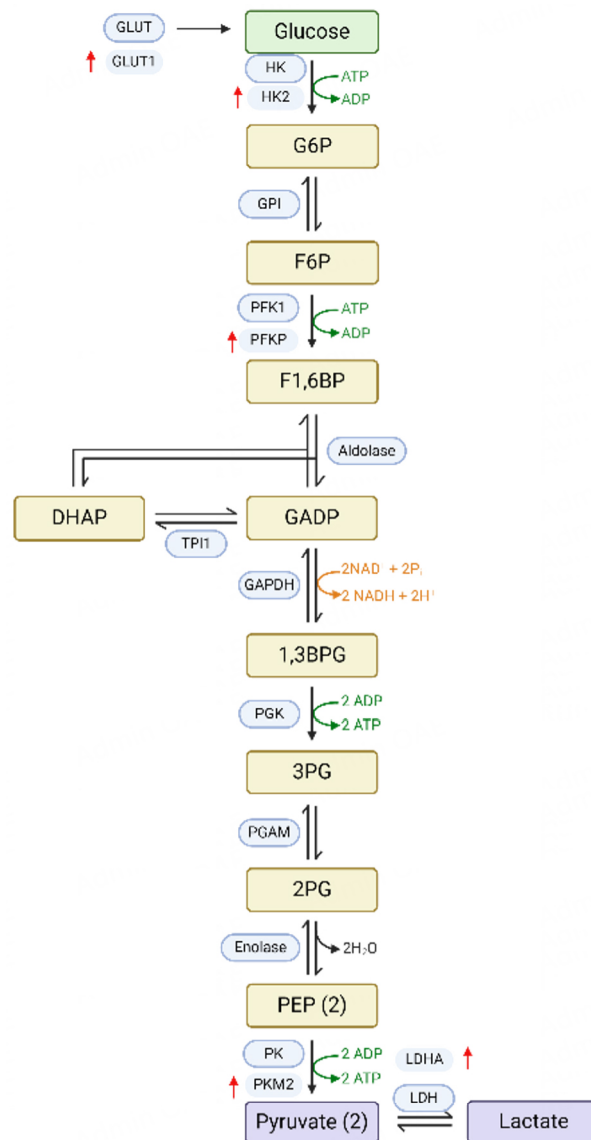 GLUT
Glucose
GLUT1
HK
ATP
HK2
ADP
G6P
GPI
F6P
PFK1
ATP
PFKP
ADP
F1,6BP
Aldolase
DHAP
GADP
TPI1
GAPDH
2NAD + 2Pi
2 NADH + 2H+
1,3BPG
PGK
2 ADP
2 ATP
3PG
PGAM
2PG
Enolase
2H2O
PEP (2)
PK
2 ADP
LDHA
PKM2
2 ATP
LDH
Pyruvate (2)
Lactate